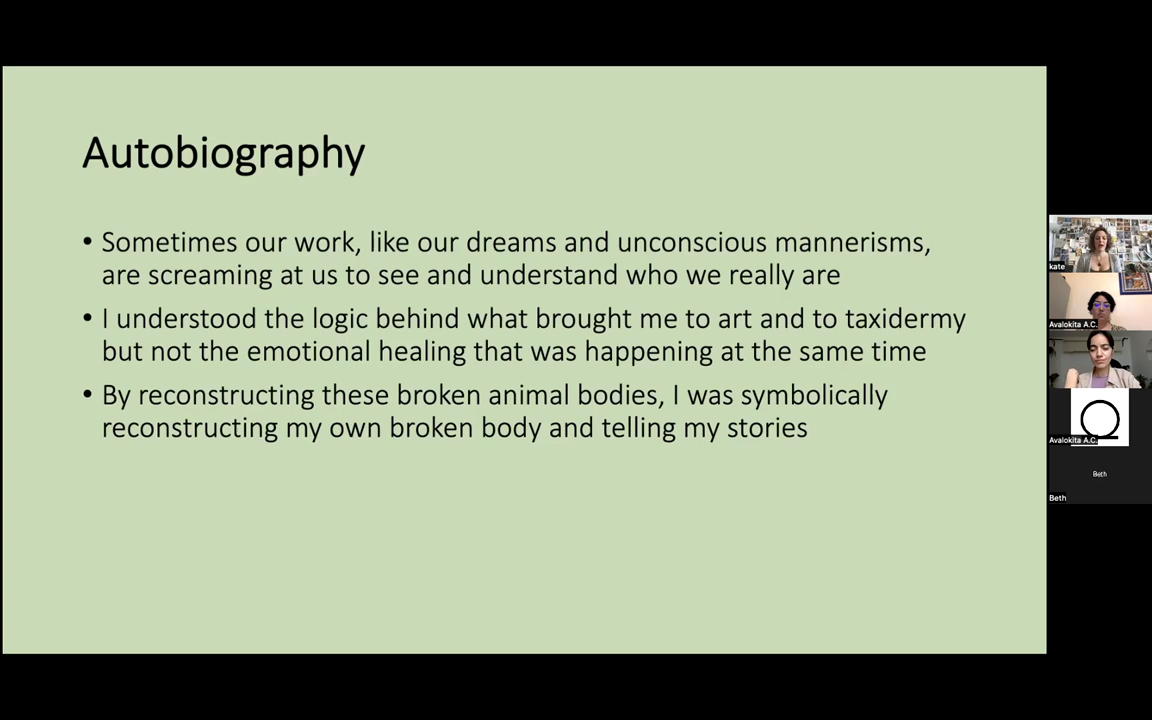 Autobiography
• Sometimes our work, like our dreams and unconscious mannerisms,
are screaming at us to see and understand who we really are
• I understood the logic behind what brought me to art and to taxidermy
but not the emotional healing that was happening at the same time
• By reconstructing these broken animal bodies, I was symbolically
reconstructing my own broken body and telling my stories
kate
Avalokita A.C.
Avalokita A.C.
Beth
Beth